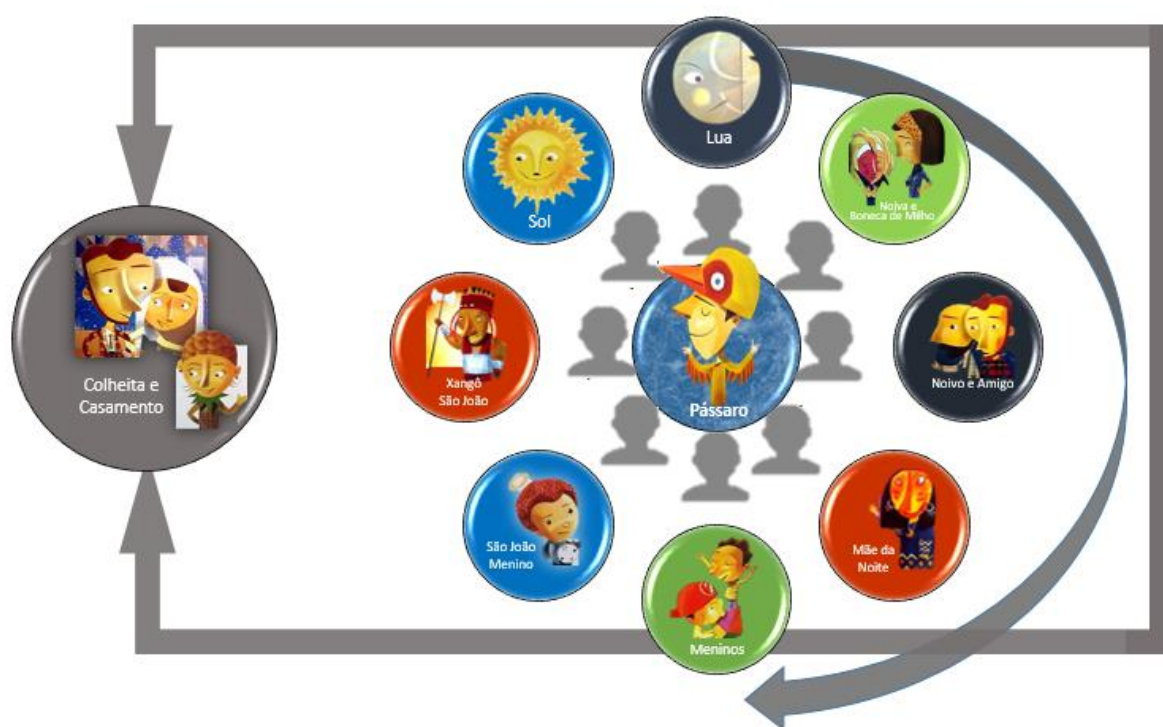 Lua
Noiva e
Boneca de Milho
Sol
Xangô
São João
Pássaro
Noivo e Amigo
Colheita e
Casamento
São João
Menino
Mãe da
Noite
Meninos